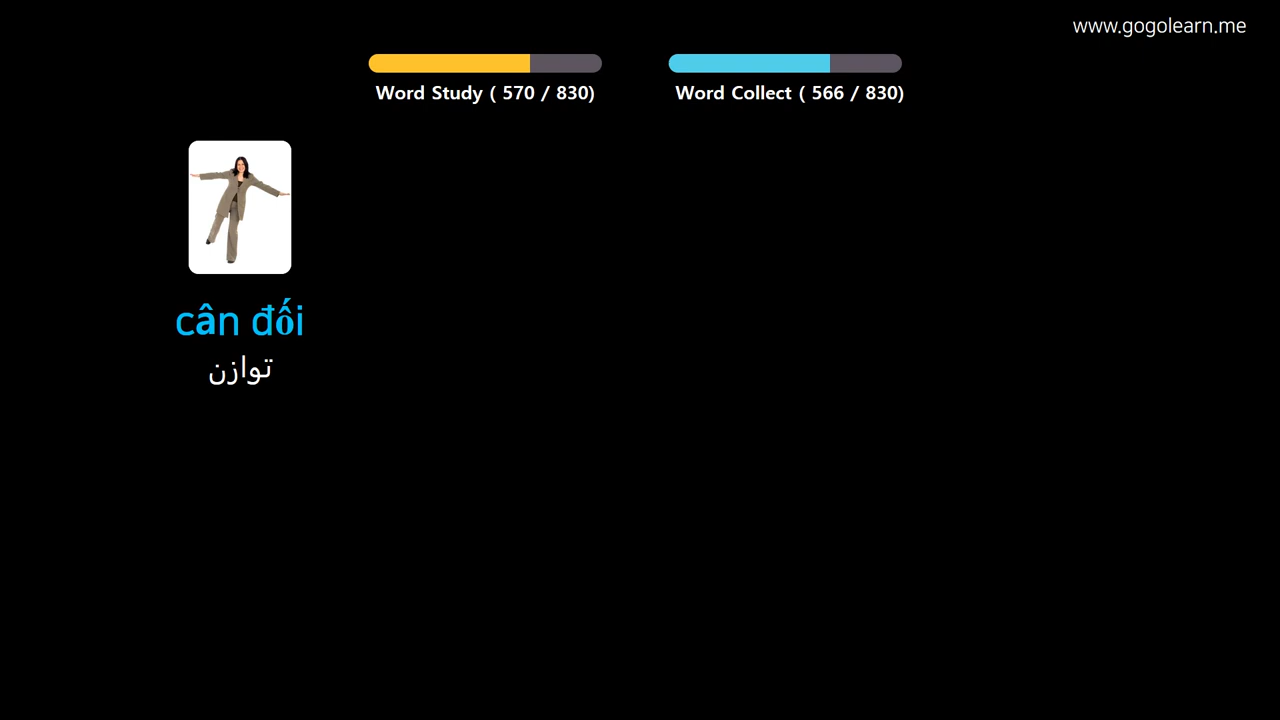 www.gogolearn.me
Word Study ( 570 / 830)
Word Collect ( 566 / 830)
cân đối
توازن